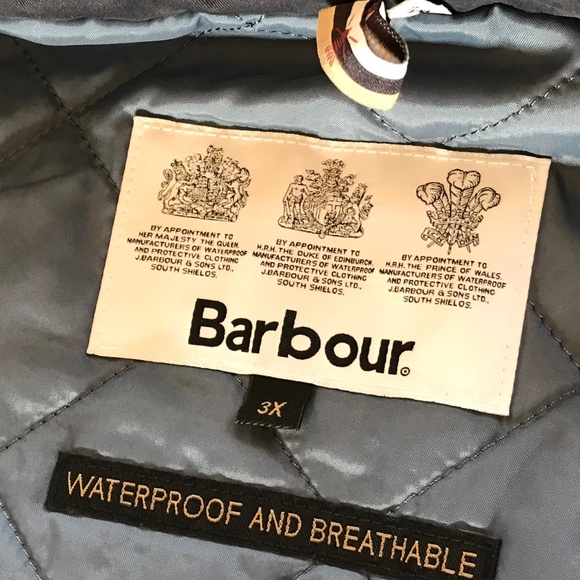 BY APPOINTMENT TO
HER MAJESTY THE QUEEN
MANUFACTURERS OF WATERPROOF
AND PROTECTIVE CLOTHING
J.BARBOUR & SONS LTD.,
SOUTH SHIELDS.
BY APPOINTMENT TO
H.R.H. THE DUKE OF EDINBURGH
MANUFACTURERS OF WATERPROOF
AND PROTECTIVE CLOTHING
J.BARBOUR & SONS LTD.,
SOUTH SHIELDS.
BY APPOINTMENT TO
H.R.H. THE PRINCE OF WALES
MANUFACTURERS OF WATERPROOF
AND PROTECTIVE CLOTHING
J.BARBOUR & SONS LTD.,
SOUTH SHIELDS.
Barbour
3X
WATERPROOF AND BREATHABLE